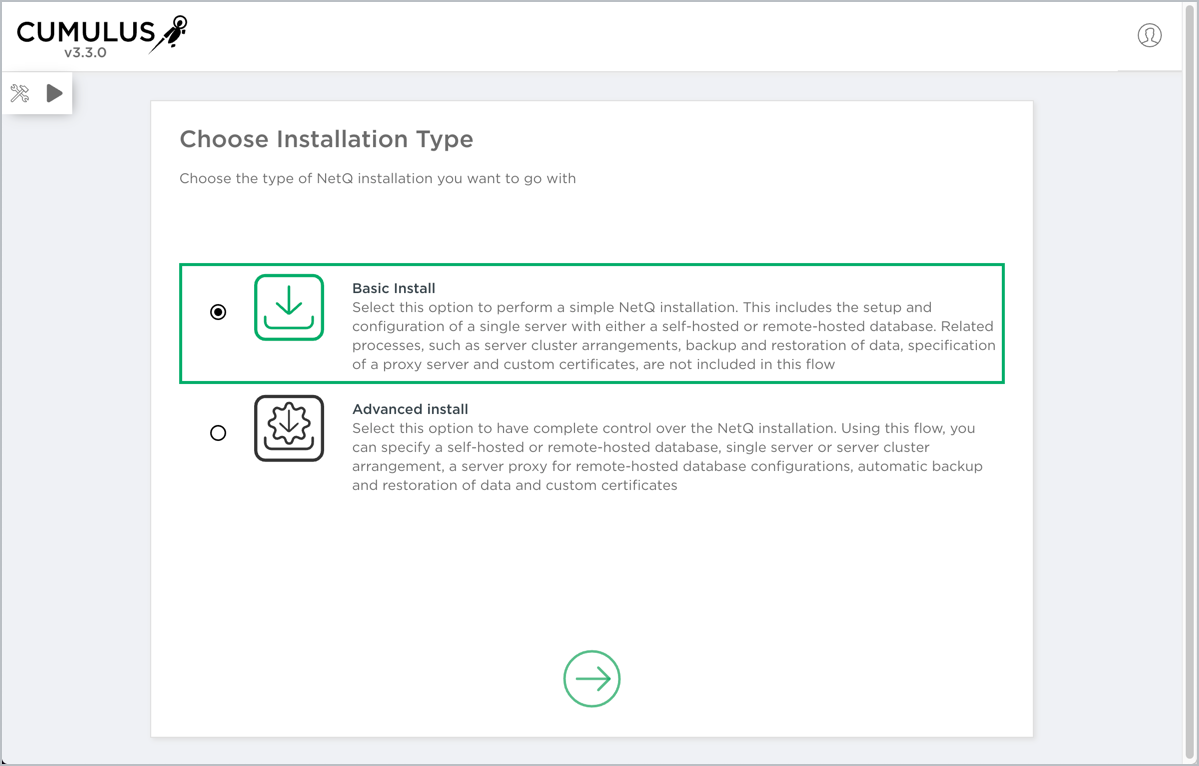 CUMULUS
v3.3.0
Choose Installation Type
Choose the type of NetQ installation you want to go with
Basic Install
Select this option to perform a simple NetQ installation. This includes the setup and
configuration of a single server with either a self-hosted or remote-hosted database. Related
processes, such as server cluster arrangements, backup and restoration of data, specification
of a proxy server and custom certificates, are not included in this flow
Advanced install
Select this option to have complete control over the NetQ installation. Using this flow, you
can specify a self-hosted or remote-hosted database, single server or server cluster
arrangement, a server proxy for remote-hosted database configurations, automatic backup
and restoration of data and custom certificates